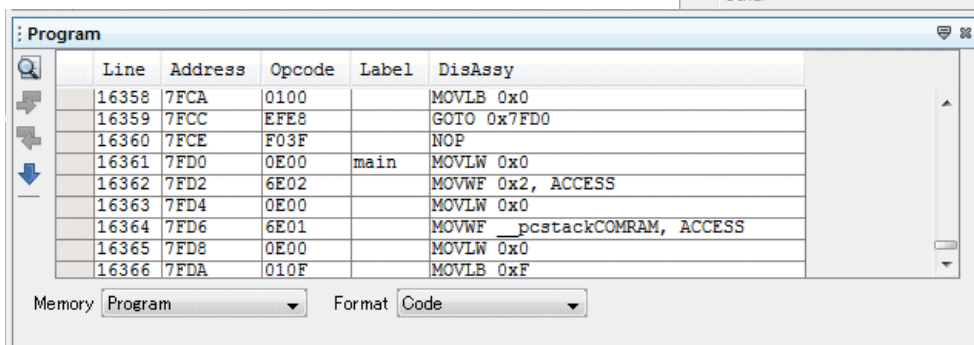 Program
Line Address Opcode Label DisAssy
16358 7FCA 0100 MOVLB 0x0
16359 7FCC EFE8 GOTO 0x7FD0
16360 7FCE F03F NOP
16361 7FD0 0E00 main MOVLW 0x0
16362 7FD2 6E02 MOVWF 0x2, ACCESS
16363 7FD4 0E00 MOVLW 0x0
16364 7FD6 6E01 MOVWF __pcstackCOMRAM, ACCESS
16365 7FD8 0E00 MOVLW 0x0
16366 7FDA 010F MOVLB 0xF
Memory Program Format Code